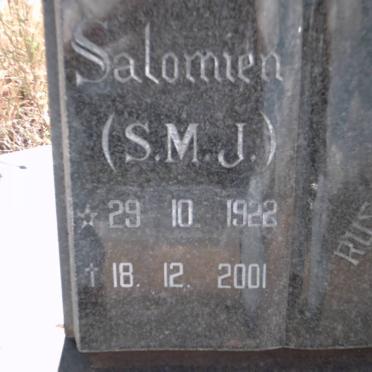 Salomien
(S.M.J.)
☆ 29 10. 1922
† 18. 12. 2001